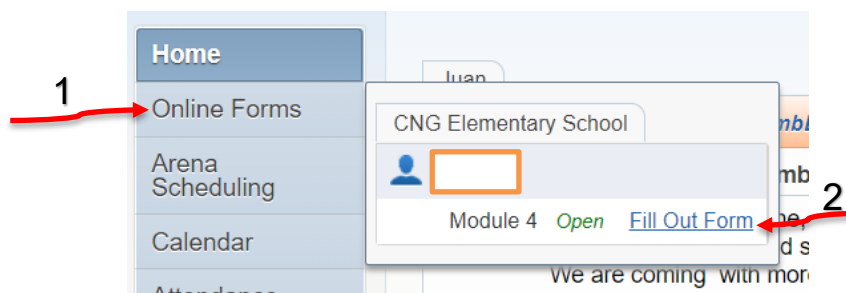 Home
1
Online Forms
Juan
CNG Elementary School
Arena
Scheduling
Module 4 Open Fill Out Form
2
Calendar
We are coming with
Attendance